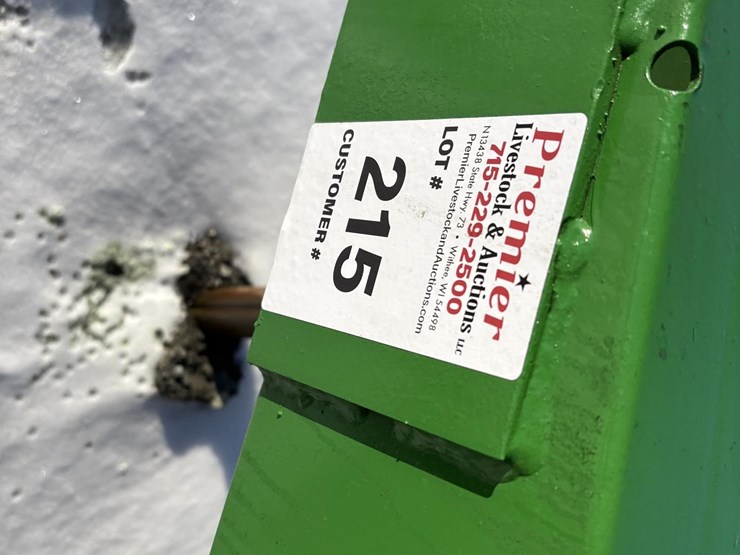 Premier
Livestock & Auctions LLC
715-229-2500
N13438 State Hwy. 73 • Withee, WI 54498
PremierLivestockandAuctions.com
LOT #
215
CUSTOMER #